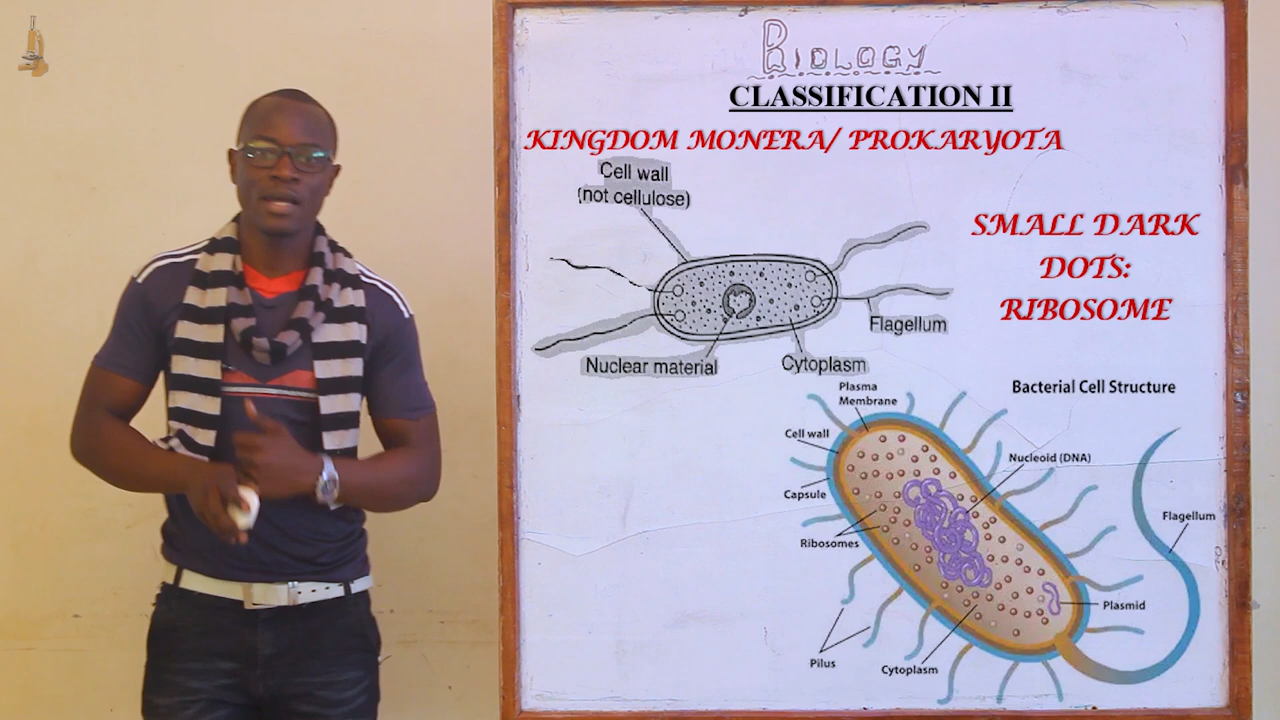 BIOLOGY
CLASSIFICATION II
KINGDOM MONERA/ PROKARYOTA
Cell wall
(not cellulose)
SMALL DARK
DOTS:
RIBOSOME
Flagellum
Nuclear material
Cytoplasm
Bacterial Cell Structure
Plasma
Membrane
Cell wall
Nucleoid (DNA)
Capsule
Flagellum
Ribosomes
Plasmid
Pilus
Cytoplasm